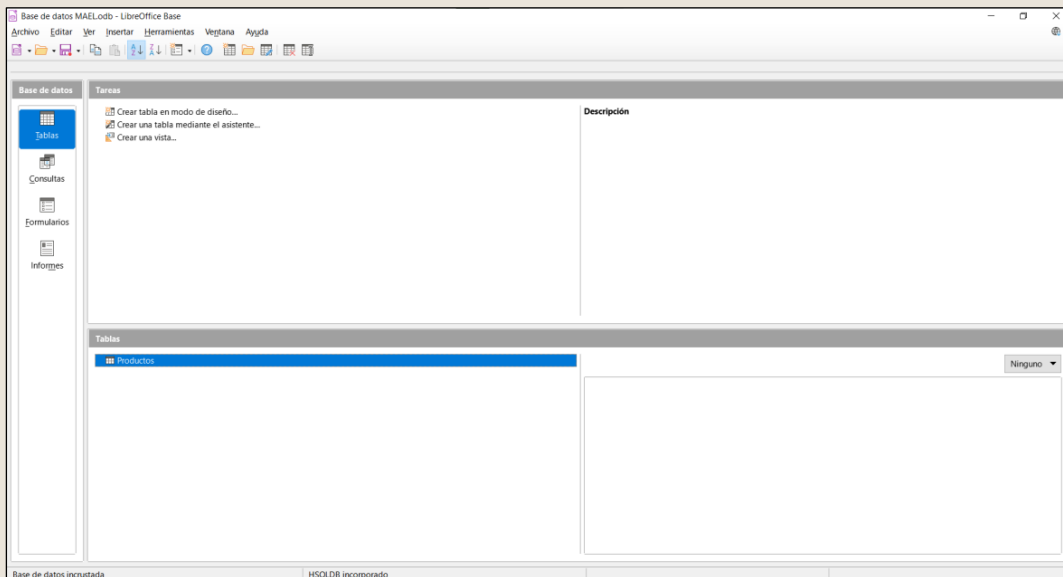 Base de datos MAEL.odb - LibreOffice Base
Archivo Editar Ver Insertar Herramientas Ventana Ayuda
Base de datos
Tareas
Tablas
Consultas
Formularios
Informes
Crear tabla en modo de diseño...
Crear una tabla mediante el asistente...
Crear una vista...
Descripción
Tablas
Productos
Ninguno
Base de datos incrustada
HSQLDB incorporado